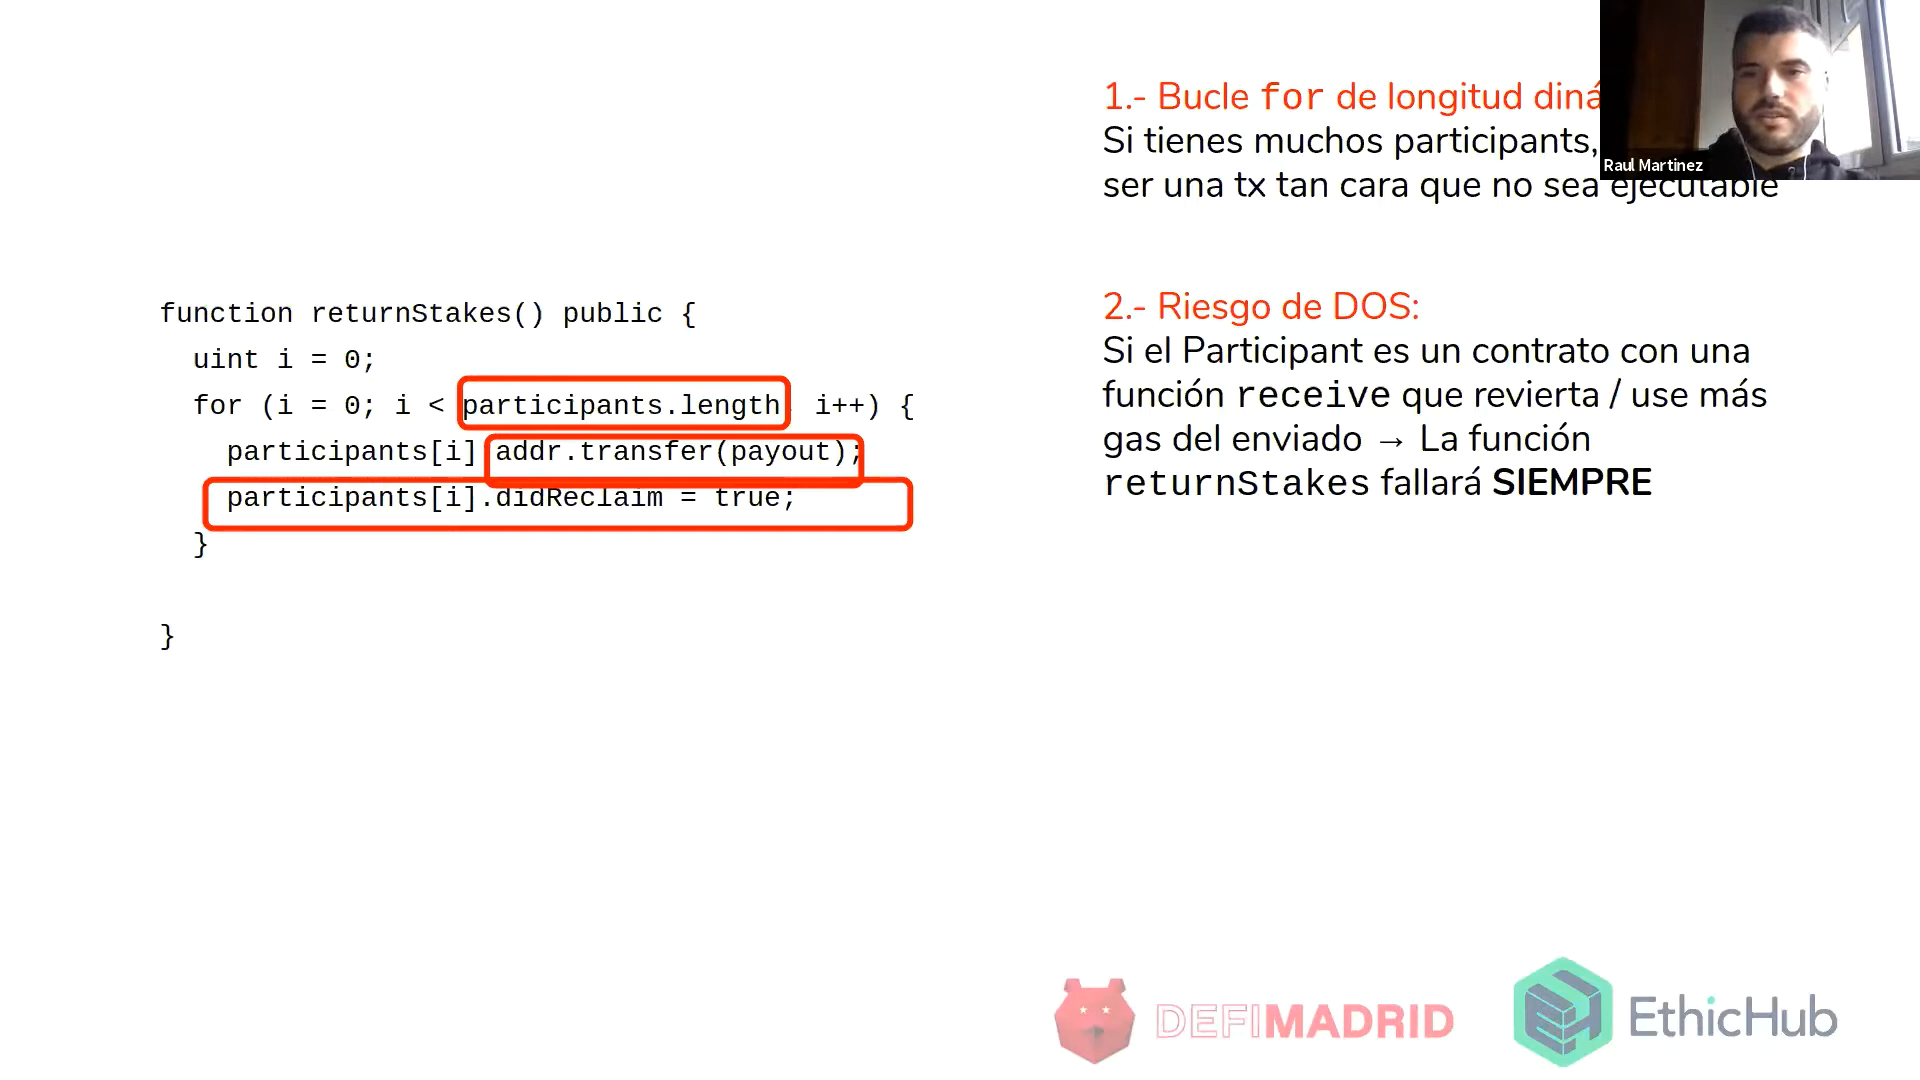 function returnStakes() public {
uint i = 0;
for (i = 0; i < participants.length i++) {
participants[i] addr.transfer(payout);
participants[i].didReclaim = true;
}
}
1.- Bucle for de longitud
Si tienes muchos participants,
ser una tx tan cara que no sea ejecutable
2.- Riesgo de DOS:
Si el Participant es un contrato con una
función receive que revierta / use más
gas del enviado → La función
returnStakes fallará SIEMPRE
Raul Martinez
DEFIMADRID
EthicHub